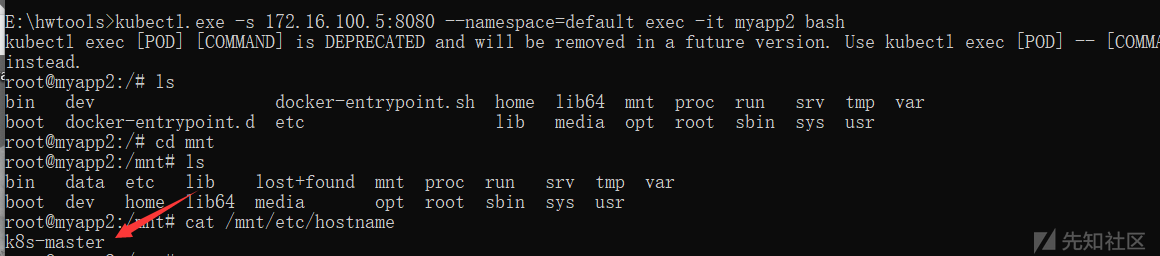 E:\hwtools>kubectl.exe -s 172.16.100.5:8080 --namespace=default exec -it myapp2 bash
kubectl exec [POD] [COMMAND] is DEPRECATED and will be removed in a future version. Use kubectl exec [POD] -- [COMMA
instead.
root@myapp2:/# ls
bin dev docker-entrypoint.sh home lib64 mnt proc run srv tmp var
boot docker-entrypoint.d etc lib media opt root sbin sys usr
root@myapp2:/# cd mnt
root@myapp2:/mnt# ls
bin data etc lib lost+found mnt proc run srv tmp var
boot dev home lib64 media opt root sbin sys usr
root@myapp2:/mnt# cat /mnt/etc/hostname
k8s-master
先知社区